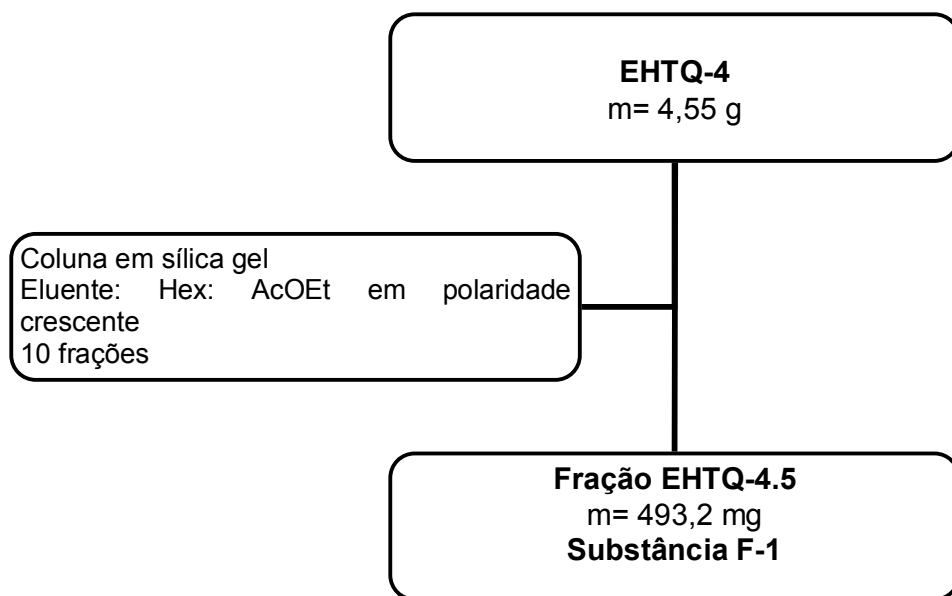 EHTQ-4
m= 4,55 g
Coluna em sílica gel
Eluente: Hex: AcOEt em polaridade
crescente
10 frações
Fração EHTQ-4.5
m= 493,2 mg
Substância F-1